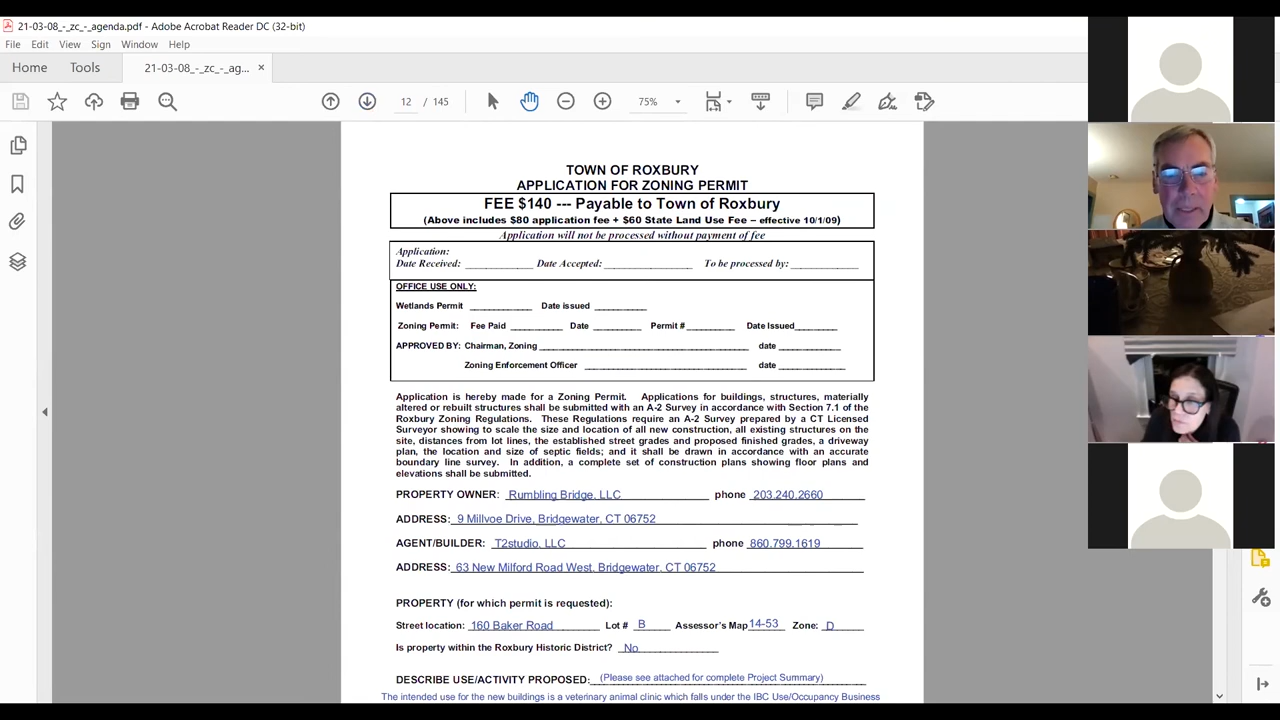 21-03-08_-_zc_-_agenda.pdf - Adobe Acrobat Reader DC (32-bit)
File Edit View Sign Window Help
Home Tools 21-03-08_-_zc_-_ag... ×
12 / 145 75%
TOWN OF ROXBURY
APPLICATION FOR ZONING PERMIT
FEE $140 --- Payable to Town of Roxbury
(Above includes $80 application fee + $60 State Land Use Fee – effective 10/1/09)
Application will not be processed without payment of fee
Application:
Date Received: ____________ Date Accepted: ____________ To be processed by: ____________
OFFICE USE ONLY:
Wetlands Permit ____________ Date issued __________
Zoning Permit: Fee Paid __________ Date _________ Permit # _________ Date Issued________
APPROVED BY: Chairman, Zoning ____________________ date ____________
Zoning Enforcement Officer ____________________ date ____________
Application is hereby made for a Zoning Permit. Applications for buildings, structures, materially
altered or rebuilt structures shall be submitted with an A-2 Survey in accordance with Section 7.1 of the
Roxbury Zoning Regulations. These Regulations require an A-2 Survey prepared by a CT Licensed
Surveyor showing to scale the size and location of all new construction, all existing structures on the
site, distances from lot lines, the established street grades and proposed finished grades, a driveway
plan, the location and size of septic fields; and it shall be drawn in accordance with an accurate
boundary line survey. In addition, a complete set of construction plans showing floor plans and
elevations shall be submitted.
PROPERTY OWNER: Rumbling Bridge, LLC phone 203.240.2660
ADDRESS: 9 Millvoe Drive, Bridgewater, CT 06752
AGENT/BUILDER: T2studio, LLC phone 860.799.1619
ADDRESS: 63 New Milford Road West, Bridgewater, CT 06752
PROPERTY (for which permit is requested):
Street location: 160 Baker Road Lot # B Assessor's Map 14-53 Zone: D
Is property within the Roxbury Historic District? No
DESCRIBE USE/ACTIVITY PROPOSED: (Please see attached for complete Project Summary)
The intended use for the new buildings is a veterinary animal clinic which falls under the IBC Use/Occupancy Business